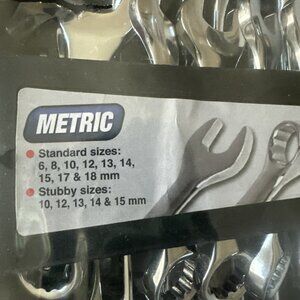 METRIC
• Standard sizes:
6, 8, 10, 12, 13, 14,
15, 17 & 18 mm
• Stubby sizes:
10, 12, 13, 14 & 15 mm